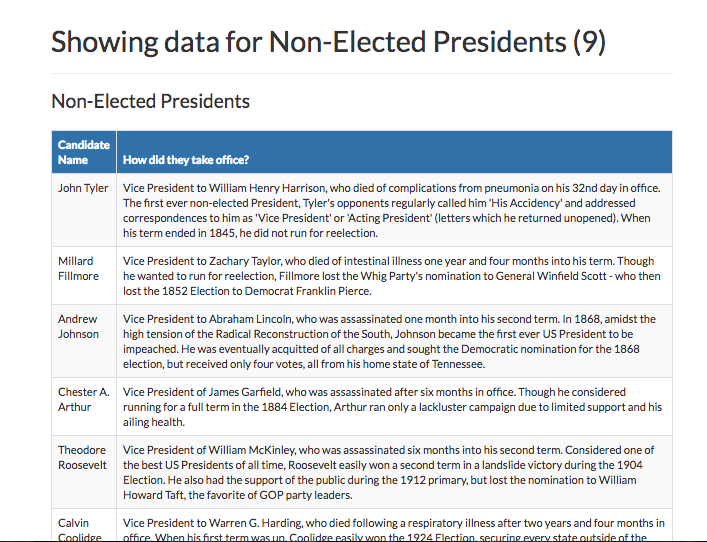 Showing data for Non-Elected Presidents (9)
Non-Elected Presidents
Candidate
Name
How did they take office?
John Tyler
Vice President to William Henry Harrison, who died of complications from pneumonia on his 32nd day in office.
The first ever non-elected President, Tyler's opponents regularly called him 'His Accidency' and addressed
correspondences to him as 'Vice President' or 'Acting President' (letters which he returned unopened). When
his term ended in 1845, he did not run for reelection.
Millard
Fillmore
Vice President to Zachary Taylor, who died of intestinal illness one year and four months into his term. Though
he wanted to run for reelection, Fillmore lost the Whig Party's nomination to General Winfield Scott - who then
lost the 1852 Election to Democrat Franklin Pierce.
Andrew
Johnson
Vice President to Abraham Lincoln, who was assassinated one month into his second term. In 1868, amidst the
high tension of the Radical Reconstruction of the South, Johnson became the first ever US President to be
impeached. He was eventually acquitted of all charges and sought the Democratic nomination for the 1868
election, but received only four votes, all from his home state of Tennessee.
Chester A.
Arthur
Vice President of James Garfield, who was assassinated after six months in office. Though he considered
running for a full term in the 1884 Election, Arthur ran only a lackluster campaign due to limited support and his
ailing health.
Theodore
Roosevelt
Vice President of William McKinley, who was assassinated six months into his second term. Considered one of
the best US Presidents of all time, Roosevelt easily won a second term in a landslide victory during the 1904
Election. He also had the support of the public during the 1912 primary, but lost the nomination to William
Howard Taft, the favorite of GOP party leaders.
Calvin
Coolidge
Vice President to Warren G. Harding, who died following a respiratory illness after two years and four months in
office. When his first term was up, Coolidge easily won the 1924 Election, securing every state outside of the